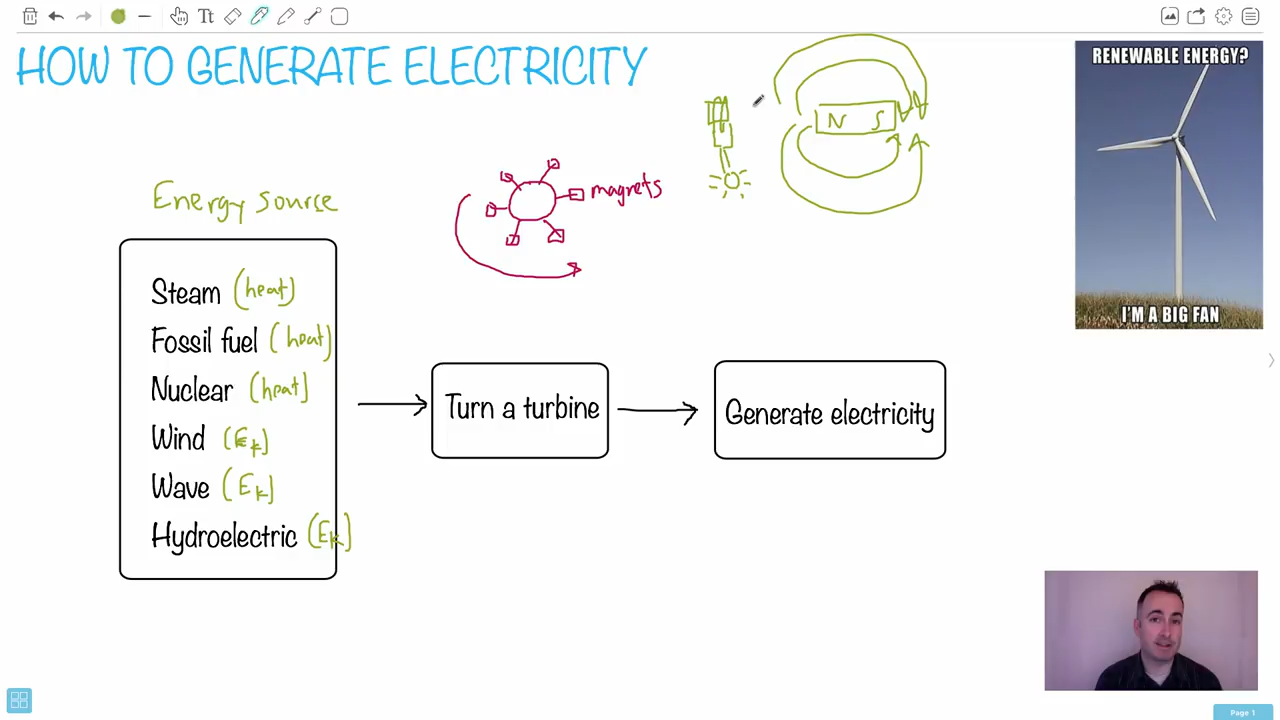 Tt
HOW TO GENERATE ELECTRICITY
RENEWABLE ENERGY?
I'M A BIG FAN
N S
magnets
Energy source
Steam (heat)
Fossil fuel (heat)
Nuclear (heat)
Wind (Ek)
Wave (Ek)
Hydroelectric (Ek)
Turn a turbine
Generate electricity
Page 1